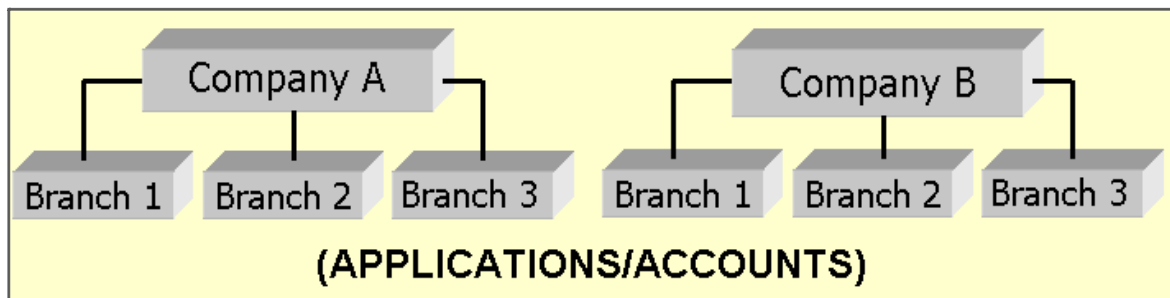 Company A
Company B
Branch 1
Branch 2
Branch 3
Branch 1
Branch 2
Branch 3
(APPLICATIONS/ACCOUNTS)